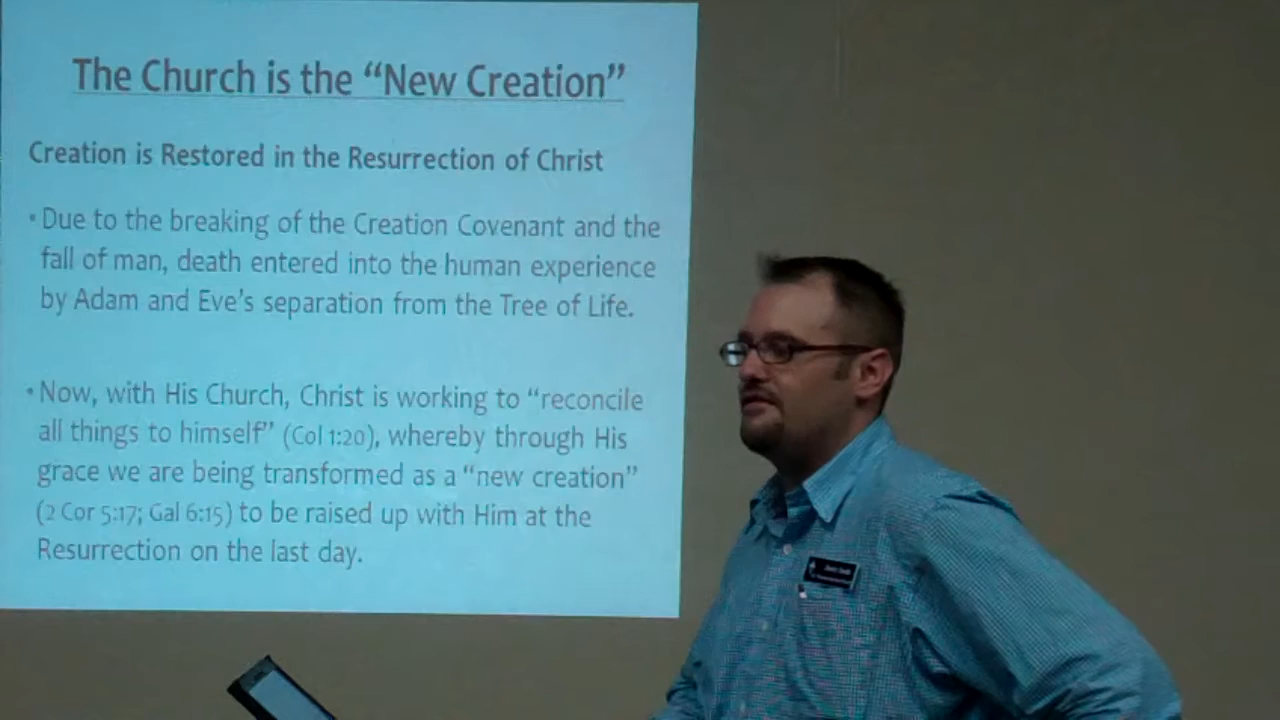 The Church is the “New Creation”
Creation is Restored in the Resurrection of Christ
▪ Due to the breaking of the Creation Covenant and the
fall of man, death entered into the human experience
by Adam and Eve’s separation from the Tree of Life.
▪ Now, with His Church, Christ is working to “reconcile
all things to himself” (Col 1:20), whereby through His
grace we are being transformed as a “new creation”
(2 Cor 5:17; Gal 6:15) to be raised up with Him at the
Resurrection on the last day.